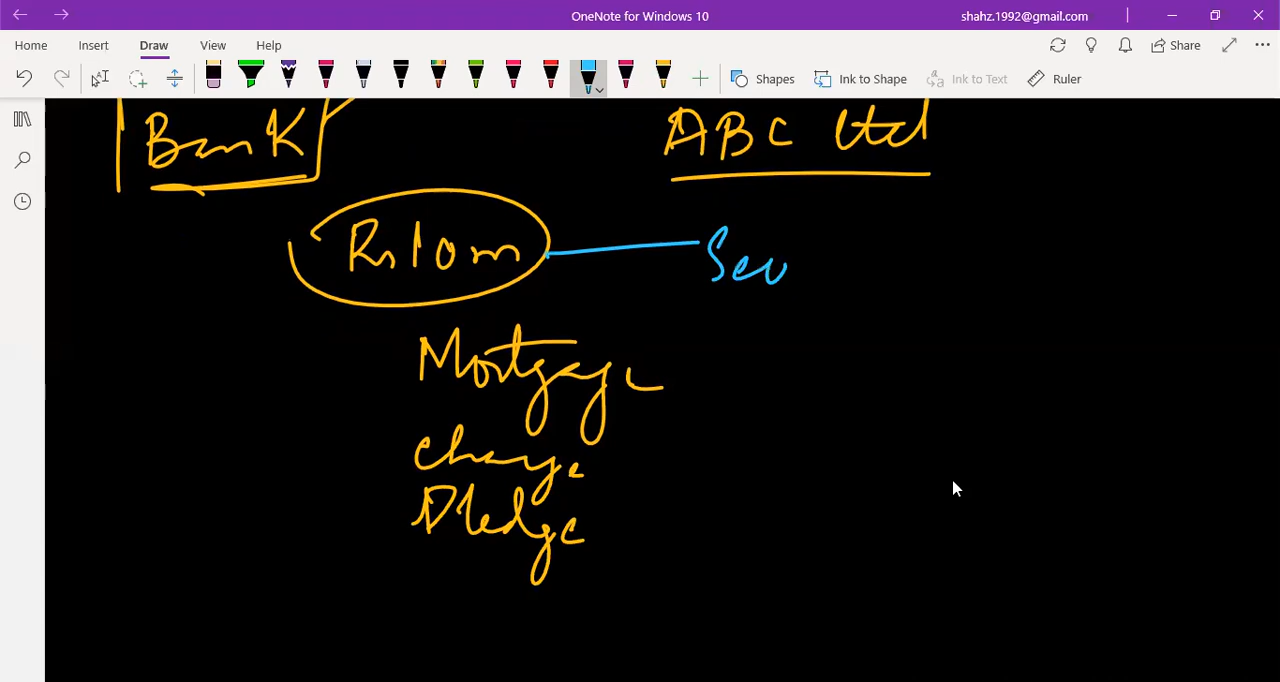 OneNote for Windows 10
shahz.1992@gmail.com
Home Insert Draw View Help
Share
Shapes Ink to Shape Ink to Text Ruler
Bank ABC Ltd
Rs 10 m Sec
Mortgage
Charge
Pledge